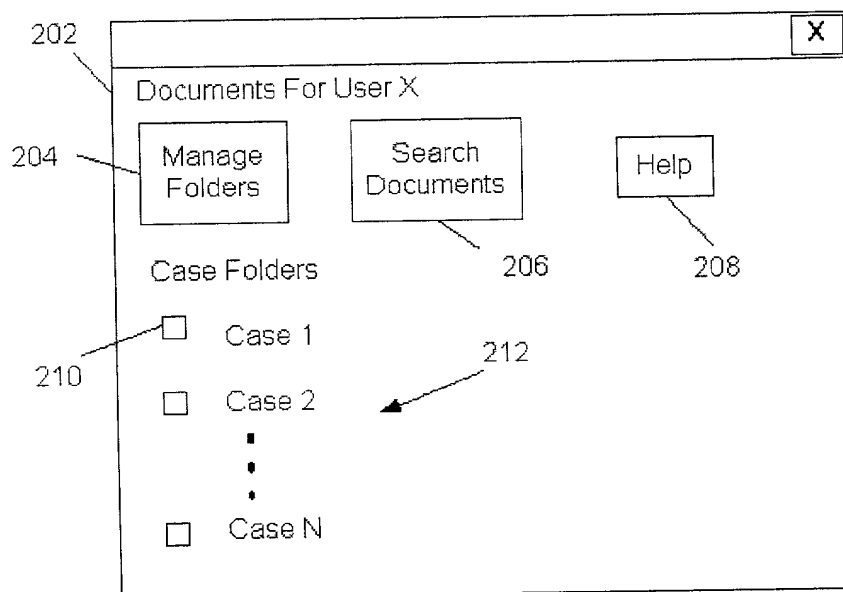 202
X
Documents For User X
204
Manage
Folders
Search
Documents
Help
206
208
Case Folders
210
Case 1
212
Case 2
Case N